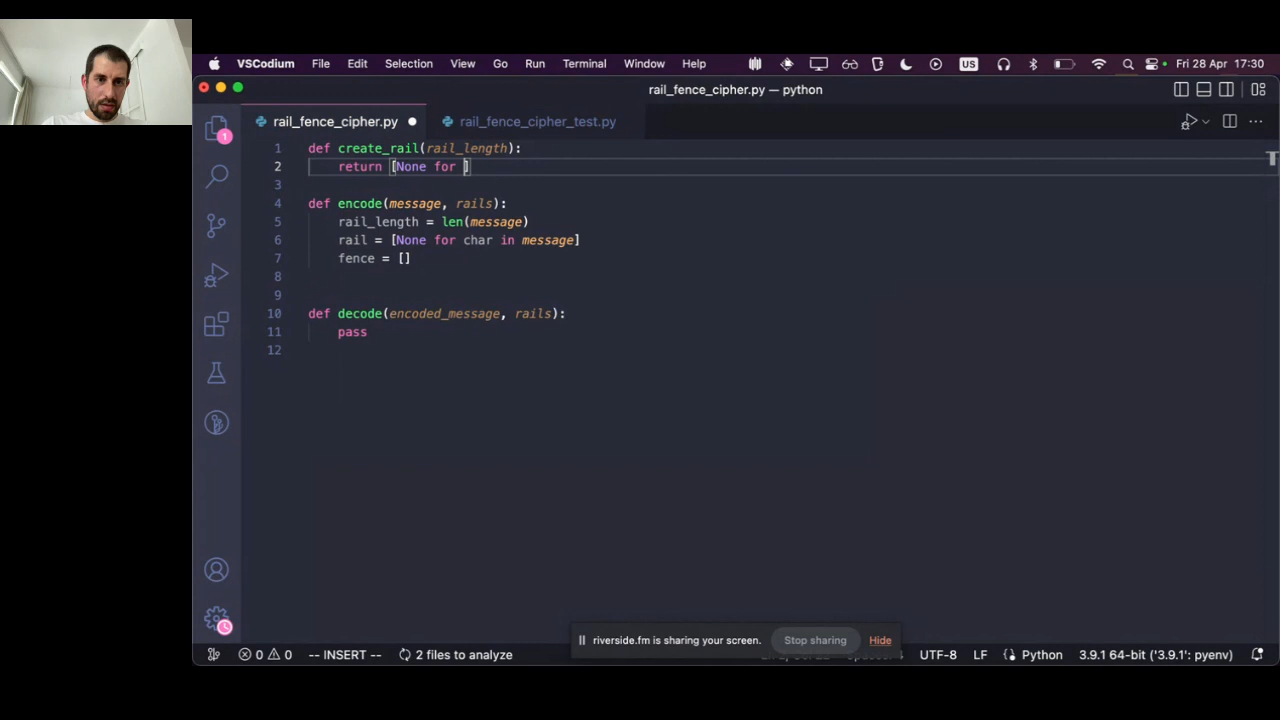 VSCodium File Edit Selection View Go Run Terminal Window Help US Fri 28 Apr 17:30
rail_fence_cipher.py — python
rail_fence_cipher.py rail_fence_cipher_test.py
1 def create_rail(rail_length):
2 return [None for ]
3
4 def encode(message, rails):
5 rail_length = len(message)
6 rail = [None for char in message]
7 fence = []
8
9
10 def decode(encoded_message, rails):
11 pass
12
1
riverside.fm is sharing your screen. Stop sharing Hide
0 0 -- INSERT -- 2 files to analyze UTF-8 LF Python 3.9.1 64-bit ('3.9.1': pyenv)